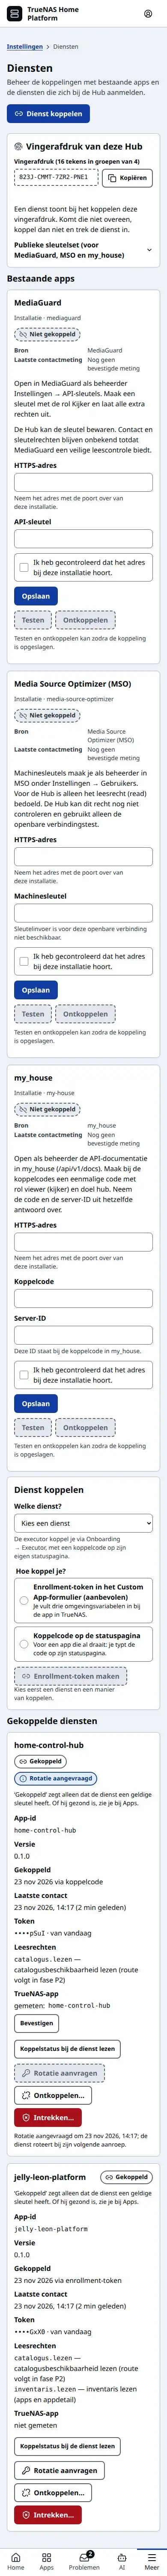 TrueNAS Home
Platform
Instellingen > Diensten
Diensten
Beheer de koppelingen met bestaande apps en
de diensten die zich bij de Hub aanmelden.
Dienst koppelen
Vingerafdruk van deze Hub
Vingerafdruk (16 tekens in groepen van 4)
Kopiëren
Een dienst toont bij het koppelen deze
vingerafdruk. Komt die niet overeen,
koppel dan niet en trek de dienst in.
Publieke sleutelset (voor
MediaGuard, MSO en my_house)
Bestaande apps
MediaGuard
Installatie · mediaguard
Niet gekoppeld
Bron MediaGuard
Laatste contactmeting Nog geen
bevestigde meting
Open in MediaGuard als beheerder
Instellingen → API-sleutels. Maak een
sleutel met de rol Kijker en laat alle extra
rechten uit.
De Hub kan de sleutel bewaren. Contact en
sleutelrechten blijven onbekend totdat
MediaGuard een veilige leescontrole biedt.
HTTPS-adres
Neem het adres met de poort over van
deze installatie.
API-sleutel
Ik heb gecontroleerd dat het adres
bij deze installatie hoort.
Opslaan
Testen Ontkoppelen
Testen en ontkoppelen kan zodra de koppeling
is opgeslagen.
Media Source Optimizer (MSO)
Installatie · media-source-optimizer
Niet gekoppeld
Bron Media Source
Optimizer (MSO)
Laatste contactmeting Nog geen
bevestigde meting
Machinesleutels maak je als beheerder in
MSO onder Instellingen → Gebruikers.
Voor de Hub is alleen het leesrecht (read)
bedoeld. De Hub kan dit recht nog niet
controleren en gebruikt alleen de
openbare verbindingstest.
HTTPS-adres
Neem het adres met de poort over van
deze installatie.
Machinesleutel
Sleutelinvoer is voor deze openbare verbinding
niet beschikbaar.
Ik heb gecontroleerd dat het adres
bij deze installatie hoort.
Opslaan
Testen Ontkoppelen
Testen en ontkoppelen kan zodra de koppeling
is opgeslagen.
my_house
Installatie · my-house
Niet gekoppeld
Bron my_house
Laatste contactmeting Nog geen
bevestigde meting
Open als beheerder de API-documentatie
in my_house (/api/v1/docs). Maak bij de
koppelcodes een eenmalige code met
rol viewer (kijker) en doel hub. Neem
de code en de server-ID uit hetzelfde
antwoord over.
HTTPS-adres
Neem het adres met de poort over van
deze installatie.
Koppelcode
Server-ID
Deze ID staat bij de koppelcode in my_house.
Ik heb gecontroleerd dat het adres
bij deze installatie hoort.
Opslaan
Testen Ontkoppelen
Testen en ontkoppelen kan zodra de koppeling
is opgeslagen.
Dienst koppelen
Welke dienst?
Kies een dienst
De executor koppel je via Onboarding
→ Executor, met een koppelcode op zijn
eigen statuspagina.
Hoe koppel je?
Enrollment-token in het Custom
App-formulier (aanbevolen)
Je vult drie omgevingsvariabelen in bij
de app in TrueNAS.
Koppelcode op de statuspagina
Voor een app die al draait: je typt de
code op zijn statuspagina.
Enrollment-token maken
Kies eerst een dienst en een manier
van koppelen.
Gekoppelde diensten
home-control-hub
Gekoppeld
Rotatie aangevraagd
'Gekoppeld' zegt alleen dat de dienst een geldige
sleutel heeft. Of hij gezond is, zie je bij Apps.
App-id
home-control-hub
Versie
0.1.0
Gekoppeld
23 nov 2026 via koppelcode
Laatste contact
23 nov 2026, 14:17 (2 min geleden)
Token
••••pSuI · van vandaag
Leesrechten
catalogus.lezen —
catalogusbeschikbaarheid lezen (route
volgt in fase P2)
TrueNAS-app
gemeten: home-control-hub
Bevestigen
Koppelstatus bij de dienst lezen
Rotatie aanvragen
Ontkoppelen...
Intrekken...
Rotatie aangevraagd om 23 nov 2026, 14:17; de
dienst roteert bij zijn volgende aanroep.
jelly-leon-platform
Gekoppeld
'Gekoppeld' zegt alleen dat de dienst een geldige
sleutel heeft. Of hij gezond is, zie je bij Apps.
App-id
jelly-leon-platform
Versie
0.1.0
Gekoppeld
23 nov 2026 via enrollment-token
Laatste contact
23 nov 2026, 14:17 (2 min geleden)
Token
••••GxX0 · van vandaag
Leesrechten
catalogus.lezen —
catalogusbeschikbaarheid lezen (route
volgt in fase P2)
inventaris.lezen — inventaris lezen
(apps en appdetail)
TrueNAS-app
niet gemeten
Koppelstatus bij de dienst lezen
Rotatie aanvragen
Ontkoppelen...
Intrekken...
2
Home Apps Problemen AI Meer